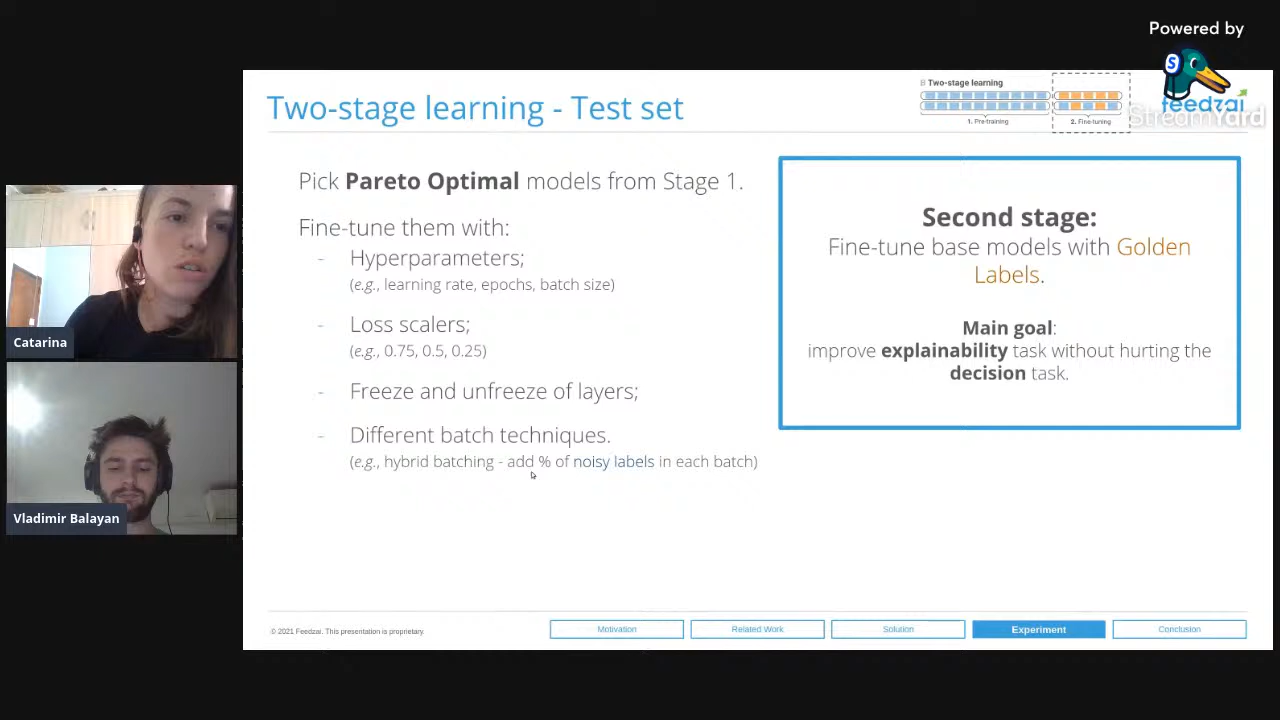 Powered by
StreamYard
S
feedzai
Two-stage learning - Test set
B Two-stage learning
1. Pre-training
2. Fine-tuning
Pick Pareto Optimal models from Stage 1.
Fine-tune them with:
- Hyperparameters;
(e.g., learning rate, epochs, batch size)
- Loss scalers;
(e.g., 0.75, 0.5, 0.25)
- Freeze and unfreeze of layers;
- Different batch techniques.
(e.g., hybrid batching - add % of noisy labels in each batch)
Second stage:
Fine-tune base models with Golden
Labels.
Main goal:
improve explainability task without hurting the
decision task.
Catarina
Vladimir Balayan
© 2021 Feedzai. This presentation is proprietary.
Motivation
Related Work
Solution
Experiment
Conclusion